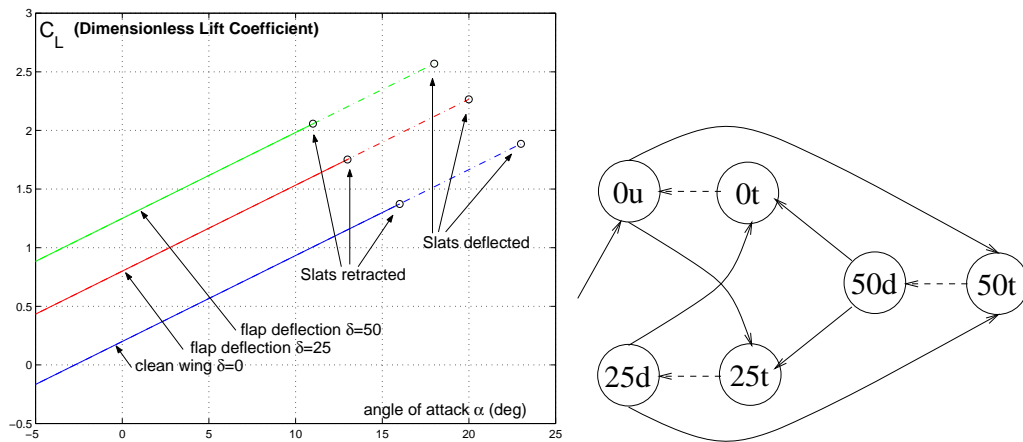 C_L (Dimensionless Lift Coefficient)
3
2.5
2
1.5
1
0.5
0
−0.5
−5
0
5
10
15
20
25
Slats deflected
Slats retracted
flap deflection δ=50
flap deflection δ=25
clean wing δ=0
angle of attack α (deg)
0u
0t
50d
50t
25d
25t